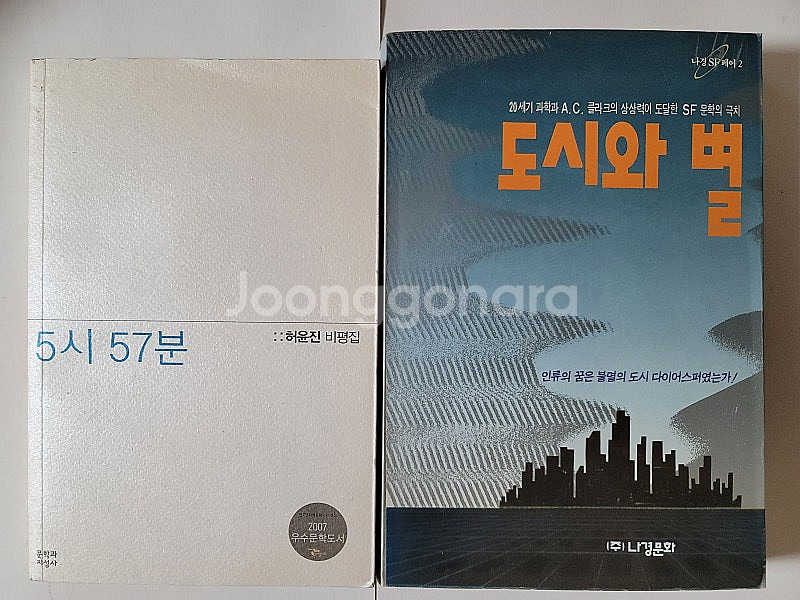 5시 57분
::허윤진 비평집
2007
우수문학도서
문학과
지성사
나경 SF 페어 2
20세기 과학과 A.C. 클라크의 상상력이 도달한 SF 문학의 극치
도시와 별
인류의 꿈은 불멸의 도시 다이어스퍼였는가!
(주)나경문화
Joonggonara